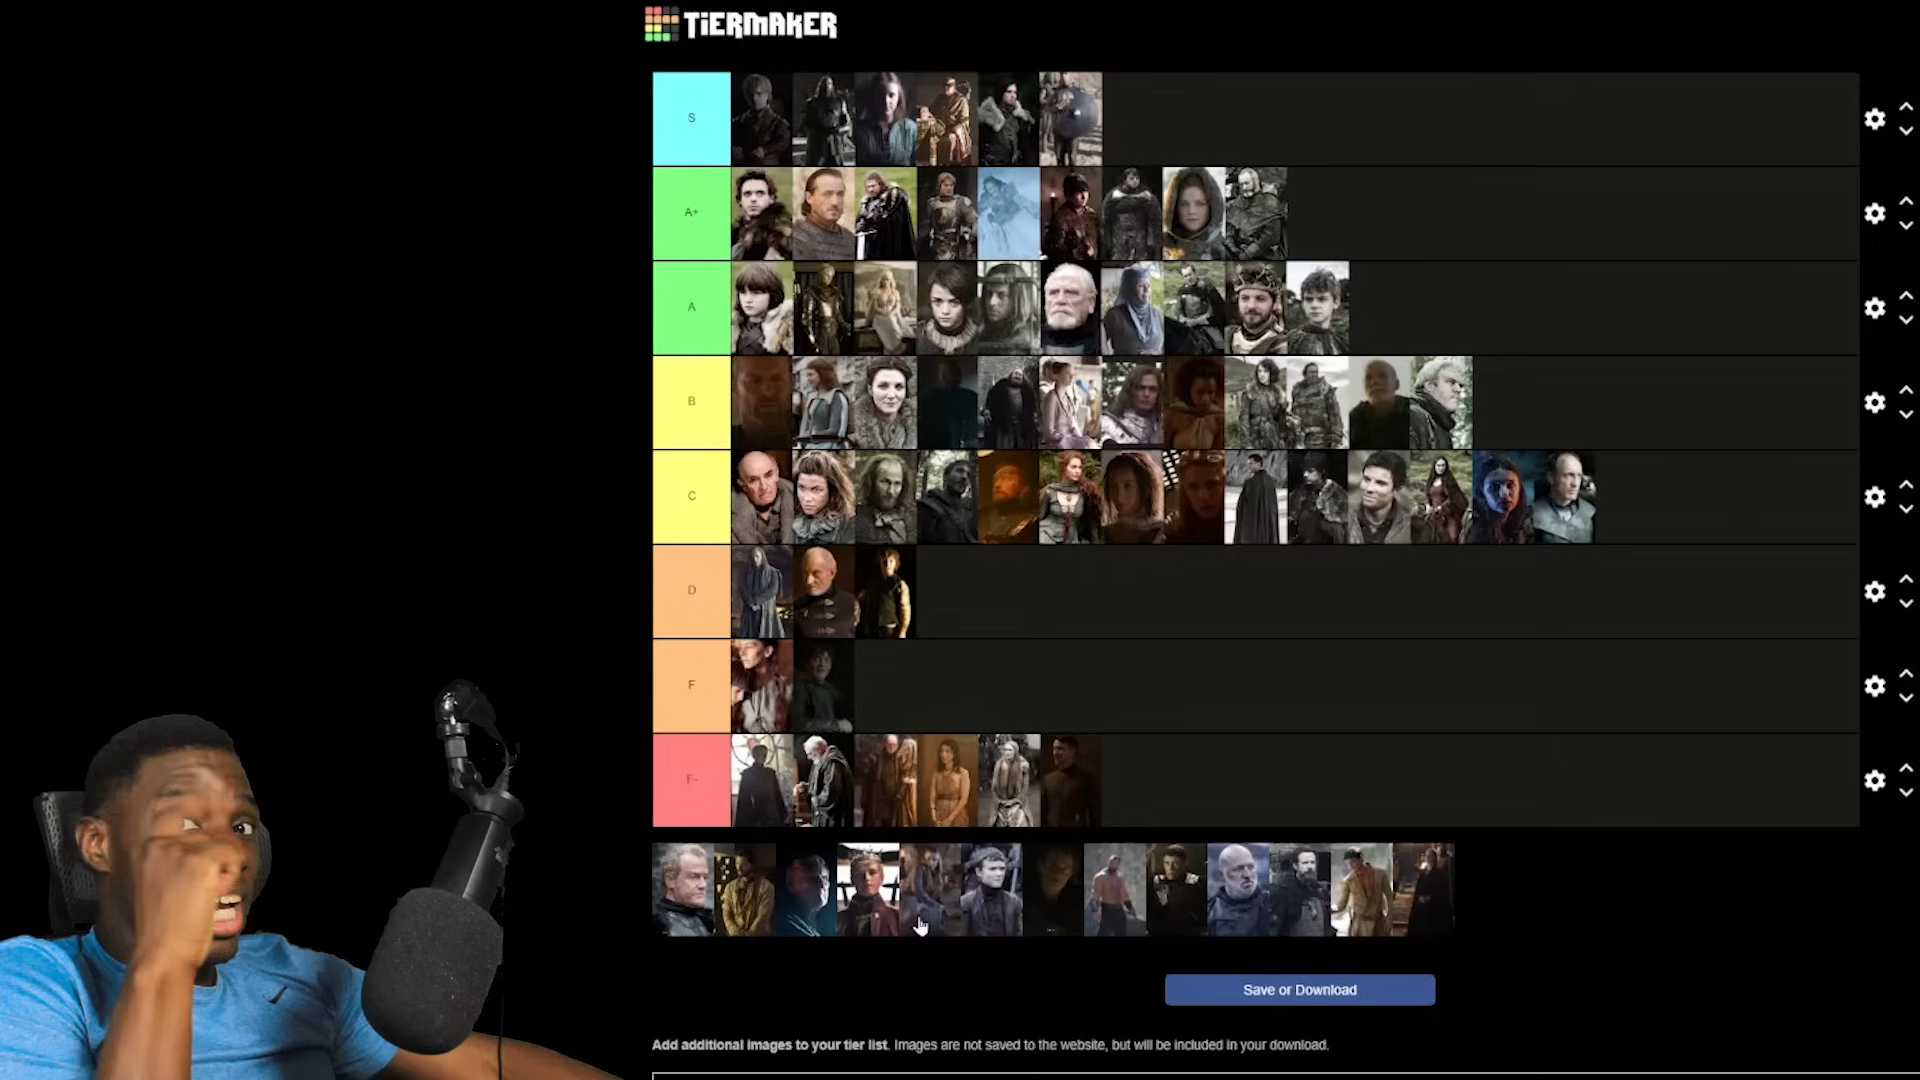 TiERMAKER
S
A+
A
B
C
D
F
F-
Save or Download
Add additional images to your tier list. Images are not saved to the website, but will be included in your download.